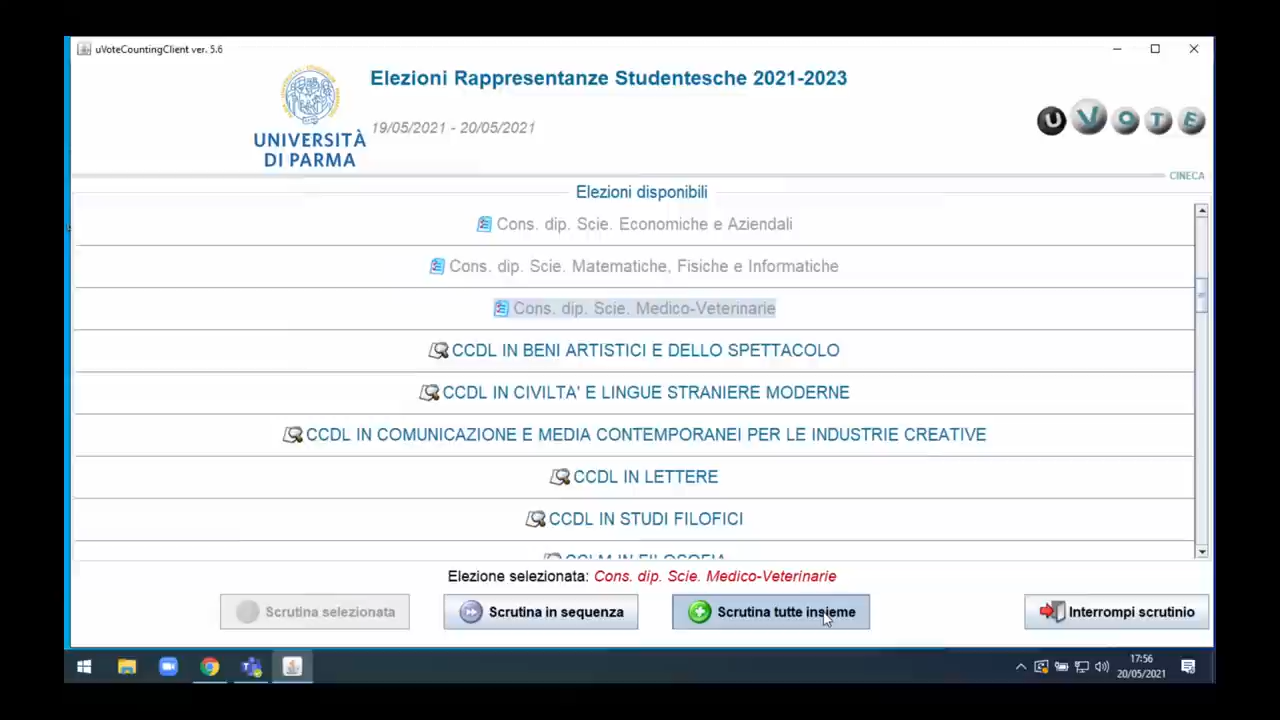 uVoteCountingClient ver. 5.6
Elezioni Rappresentanze Studentesche 2021-2023
19/05/2021 - 20/05/2021
UNIVERSITÀ
DI PARMA
U V O T E
CINECA
Elezioni disponibili
Cons. dip. Scie. Economiche e Aziendali
Cons. dip. Scie. Matematiche, Fisiche e Informatiche
Cons. dip. Scie. Medico-Veterinarie
CCDL IN BENI ARTISTICI E DELLO SPETTACOLO
CCDL IN CIVILTA' E LINGUE STRANIERE MODERNE
CCDL IN COMUNICAZIONE E MEDIA CONTEMPORANEI PER LE INDUSTRIE CREATIVE
CCDL IN LETTERE
CCDL IN STUDI FILOFICI
CCLM IN FILOSOFIA
Elezione selezionata: Cons. dip. Scie. Medico-Veterinarie
Scrutina selezionata
Scrutina in sequenza
Scrutina tutte insieme
Interrompi scrutinio
17:56
20/05/2021